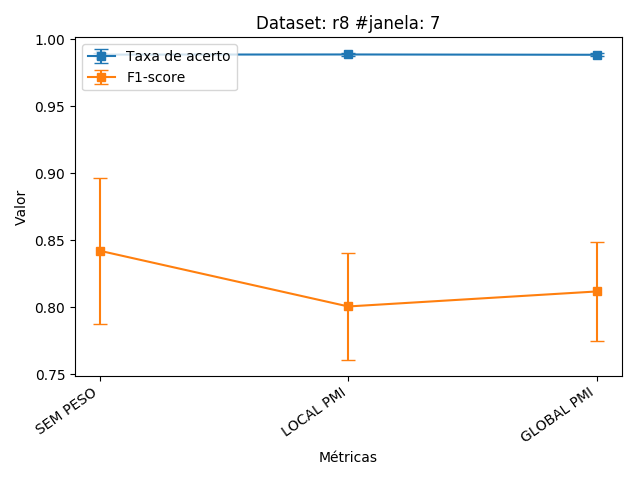 Dataset: r8 #janela: 7
Taxa de acerto
F1-score
1.00
0.95
0.90
0.85
0.80
0.75
Valor
SEM PESO
LOCAL PMI
GLOBAL PMI
Métricas